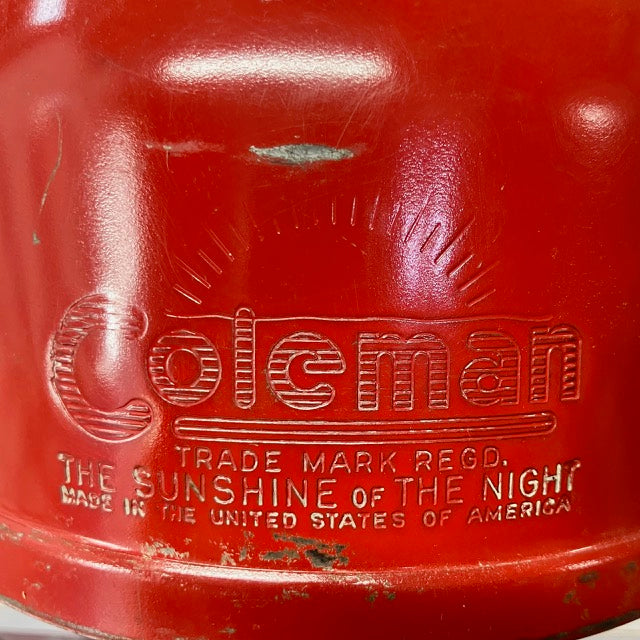 Coleman
TRADE MARK REGD.
THE SUNSHINE OF THE NIGHT
MADE IN THE UNITED STATES OF AMERICA